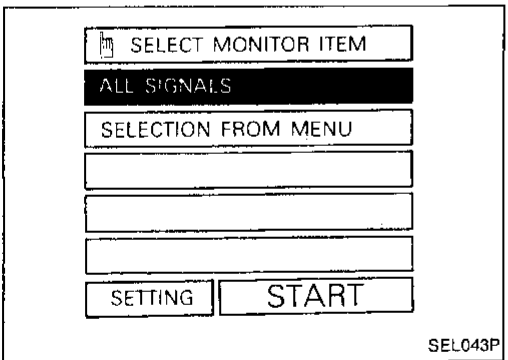 SELECT MONITOR ITEM
ALL SIGNALS
SELECTION FROM MENU
SETTING START
SEL043P